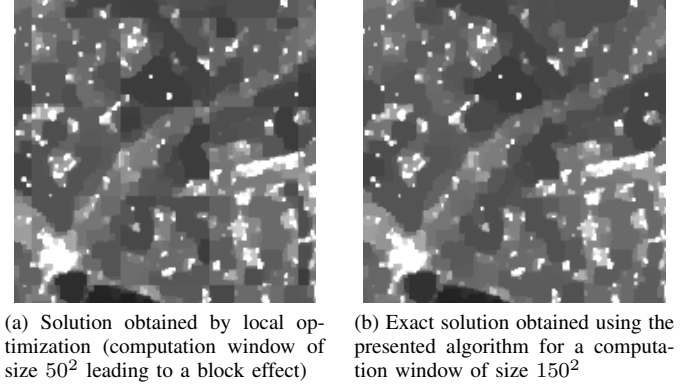 (a) Solution obtained by local op-
timization (computation window of
size 50² leading to a block effect)
(b) Exact solution obtained using the
presented algorithm for a computa-
tion window of size 150²